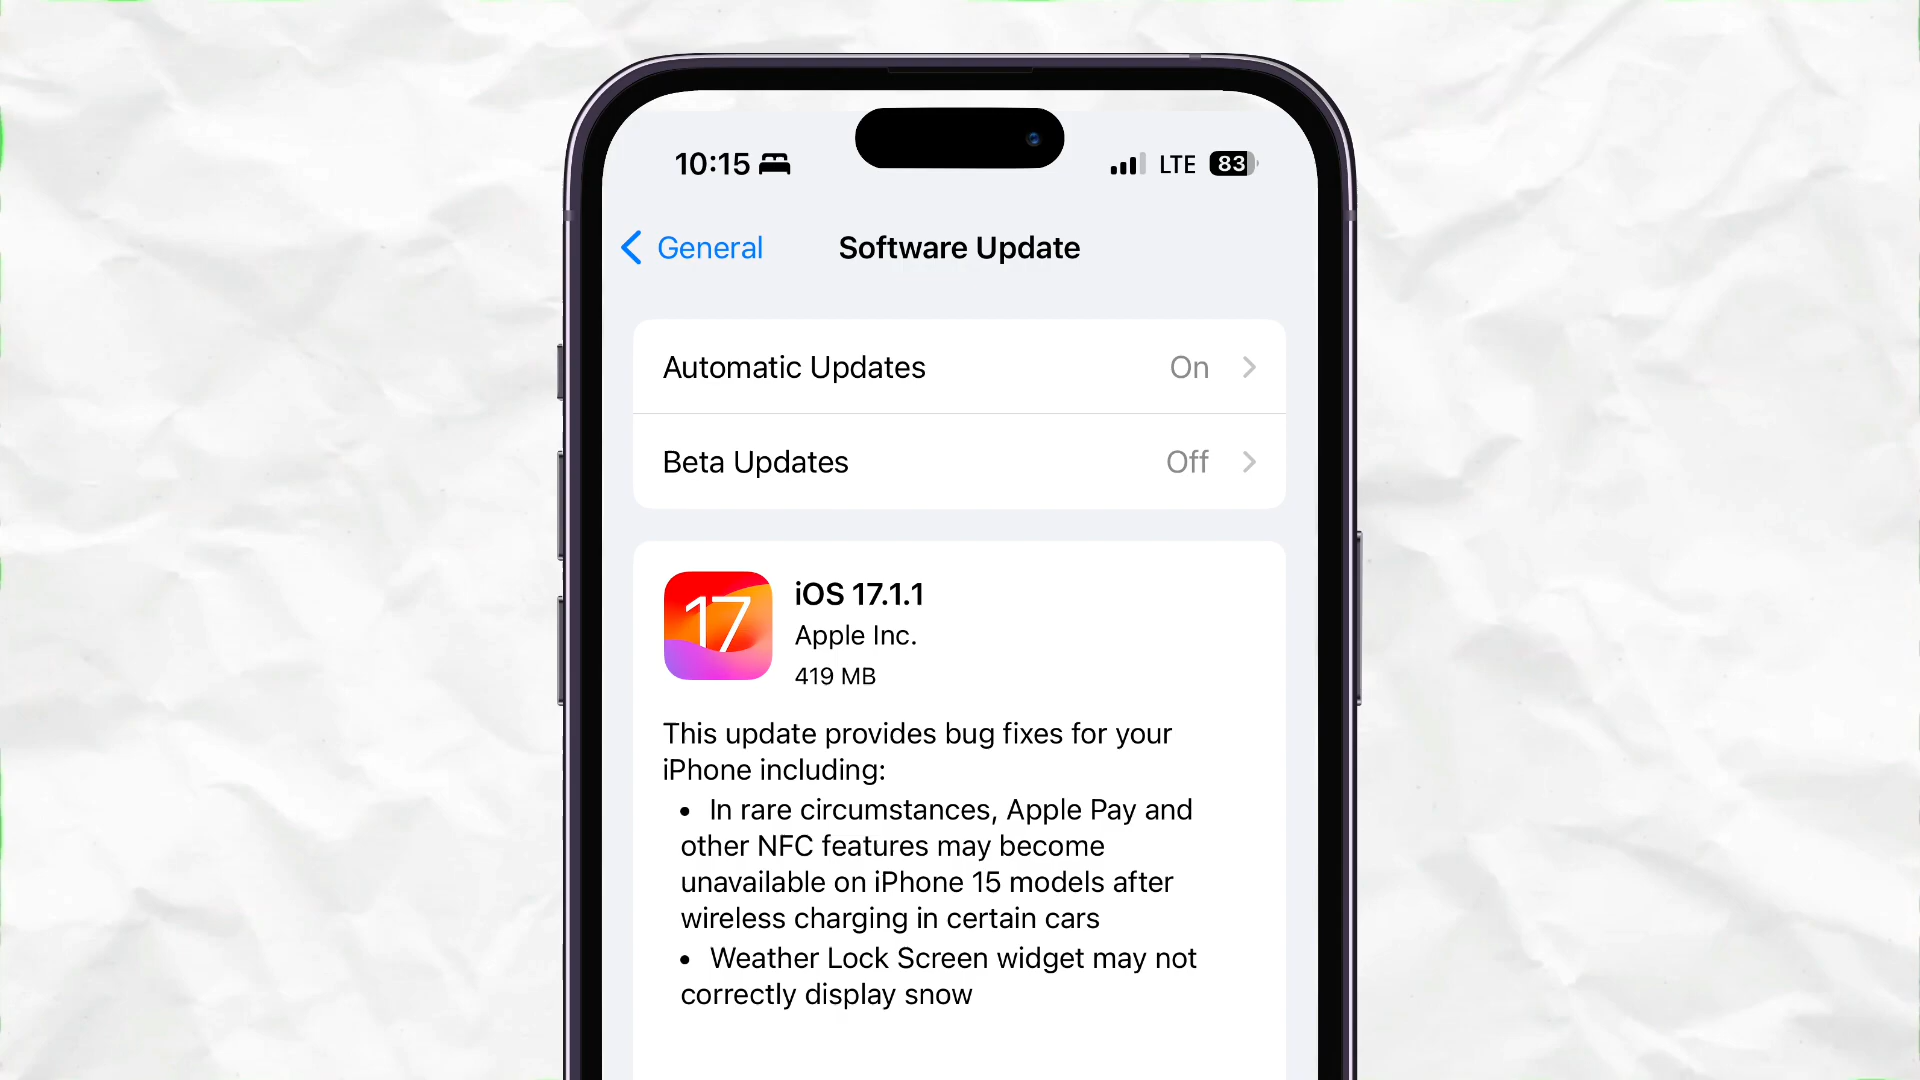 10:15 LTE 83
General Software Update
Automatic Updates On
Beta Updates Off
17
iOS 17.1.1
Apple Inc.
419 MB
This update provides bug fixes for your
iPhone including:
• In rare circumstances, Apple Pay and
other NFC features may become
unavailable on iPhone 15 models after
wireless charging in certain cars
• Weather Lock Screen widget may not
correctly display snow